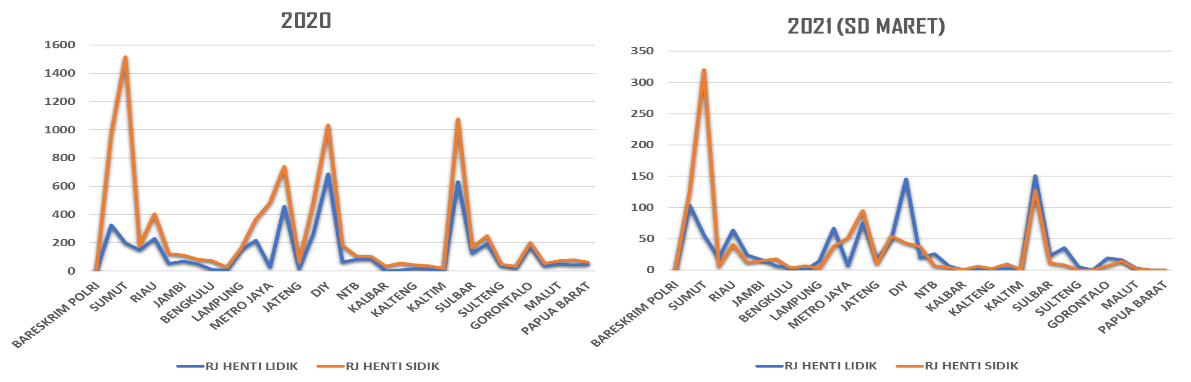 2020
1600
1400
1200
1000
800
600
400
200
0
BARESKRIM POLRI
SUMUT
RIAU
JAMBI
BENGKULU
LAMPUNG
METRO JAYA
JATENG
DIY
NTB
KALBAR
KALTENG
KALTIM
SULBAR
SULTENG
GORONTALO
MALUT
PAPUA BARAT
RJ HENTI LIDIK
RJ HENTI SIDIK
2021 (SD MARET)
350
300
250
200
150
100
50
0
BARESKRIM POLRI
SUMUT
RIAU
JAMBI
BENGKULU
LAMPUNG
METRO JAYA
JATENG
DIY
NTB
KALBAR
KALTENG
KALTIM
SULBAR
SULTENG
GORONTALO
MALUT
PAPUA BARAT
RJ HENTI LIDIK
RJ HENTI SIDIK